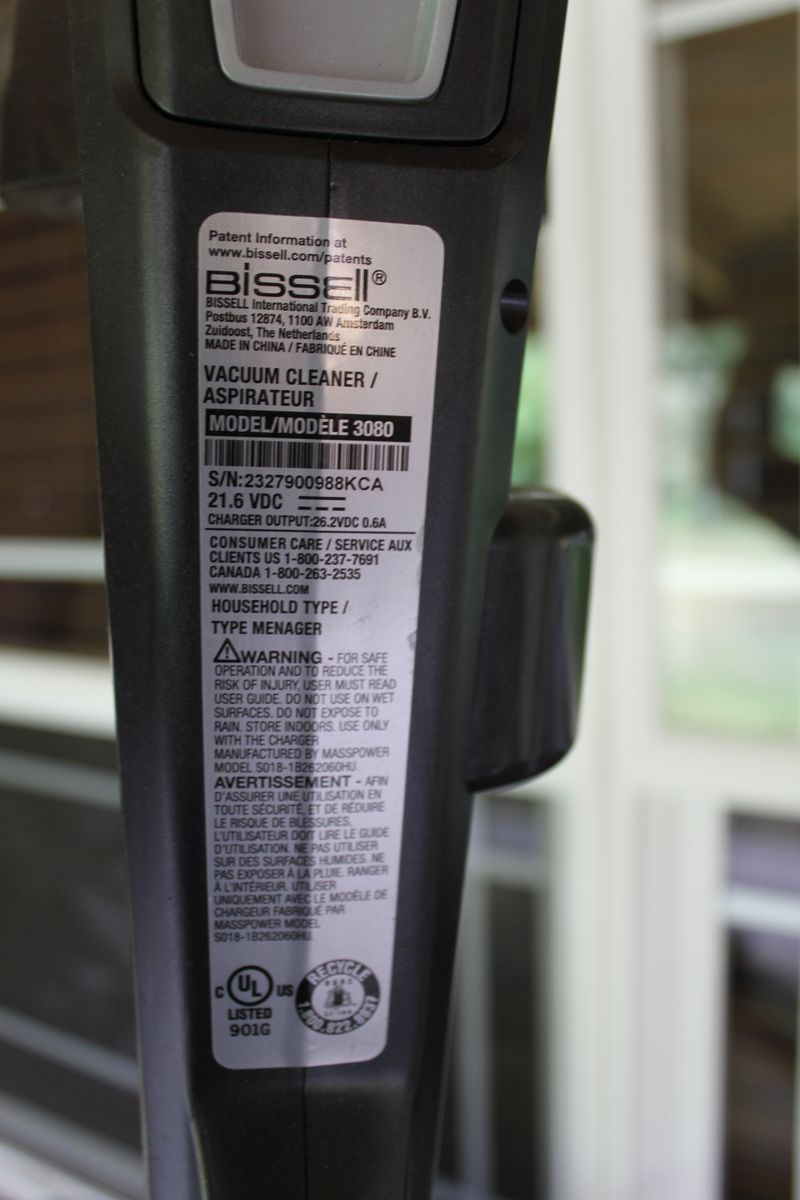 Patent Information at
www.bissell.com/patents
BISSELL®
BISSELL International Trading Company B.V.
Postbus 12874, 1100 AW Amsterdam
Zuidoost, The Netherlands
MADE IN CHINA / FABRIQUÉ EN CHINE
VACUUM CLEANER /
ASPIRATEUR
MODEL/MODÈLE 3080
S/N:2327900988KCA
21.6 VDC
CHARGER OUTPUT:26.2VDC 0.6A
CONSUMER CARE / SERVICE AUX
CLIENTS US 1-800-237-7691
CANADA 1-800-263-2535
WWW.BISSELL.COM
HOUSEHOLD TYPE /
TYPE MENAGER
WARNING - FOR SAFE
OPERATION AND TO REDUCE THE
RISK OF INJURY, USER MUST READ
USER GUIDE. DO NOT USE ON WET
SURFACES. DO NOT EXPOSE TO
RAIN. STORE INDOORS. USE ONLY
WITH THE CHARGER
MANUFACTURED BY MASSPOWER
MODEL S018-1B262060HU.
AVERTISSEMENT - AFIN
D'ASSURER UNE UTILISATION EN
TOUTE SÉCURITÉ, ET DE RÉDUIRE
LE RISQUE DE BLESSURES,
L'UTILISATEUR DOIT LIRE LE GUIDE
D'UTILISATION. NE PAS UTILISER
SUR DES SURFACES HUMIDES. NE
PAS EXPOSER À LA PLUIE. RANGER
À L'INTÉRIEUR. UTILISER
UNIQUEMENT AVEC LE MODÈLE DE
CHARGEUR FABRIQUÉ PAR
MASSPOWER MODEL
S018-1B262060HU.
C UL US
LISTED
901G
RECYCLE
RBRC
Li-ion
1.800.822.8837